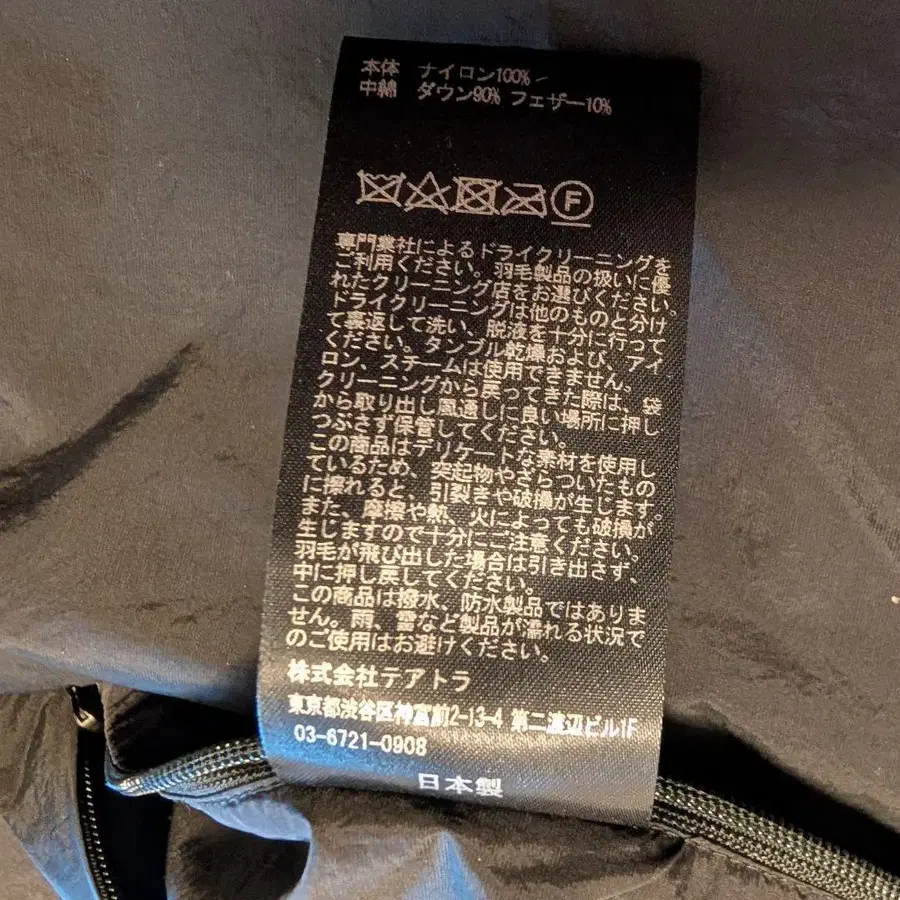 本体 ナイロン100%
中綿 ダウン90% フェザー10%
F
専門業社によるドライクリーニングを
ご利用ください。羽毛製品の扱いに優
れたクリーニング店をお選びください。
ドライクリーニングは他のものと分け
て裏返して洗い、脱液を十分に行って
ください。タンブル乾燥および、アイ
ロン、スチームは使用できません。
クリーニングから戻ってきた際は、袋
から取り出し風通しに良い場所に押し
つぶさず保管してください。
この商品はデリケートな素材を使用し
ているため、突起物やざらついたもの
に擦れると、引裂きや破損が生じます。
また、摩擦や熱、火によっても破損が
生じますので十分にご注意ください。
羽毛が飛び出した場合は引き出さず、
中に押し戻してください。
この商品は撥水、防水製品ではありま
せん。雨、雪など製品が濡れる状況で
のご使用はお避けください。
株式会社テアトラ
東京都渋谷区神宮前2-13-4 第二渡辺ビル1F
03-6721-0908
日本製